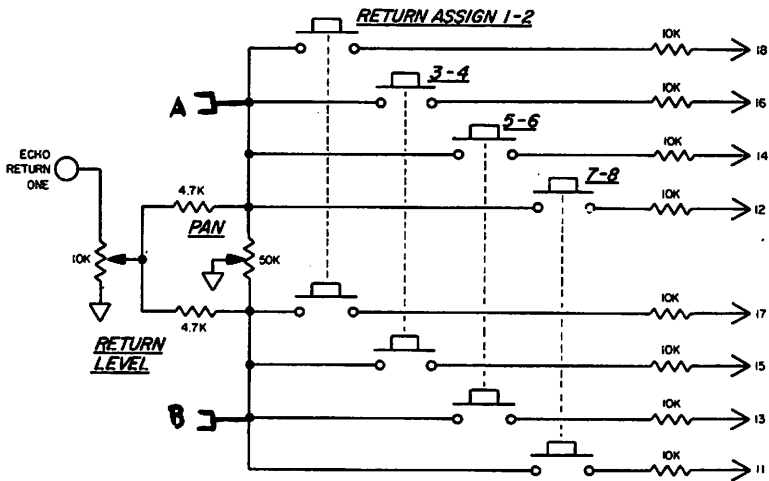 RETURN ASSIGN 1-2
10K
18
3-4
10K
A
16
5-6
10K
14
ECHO
RETURN
ONE
7-8
10K
12
4.7K
PAN
10K
50K
4.7K
10K
17
RETURN
LEVEL
10K
15
10K
B
13
10K
11